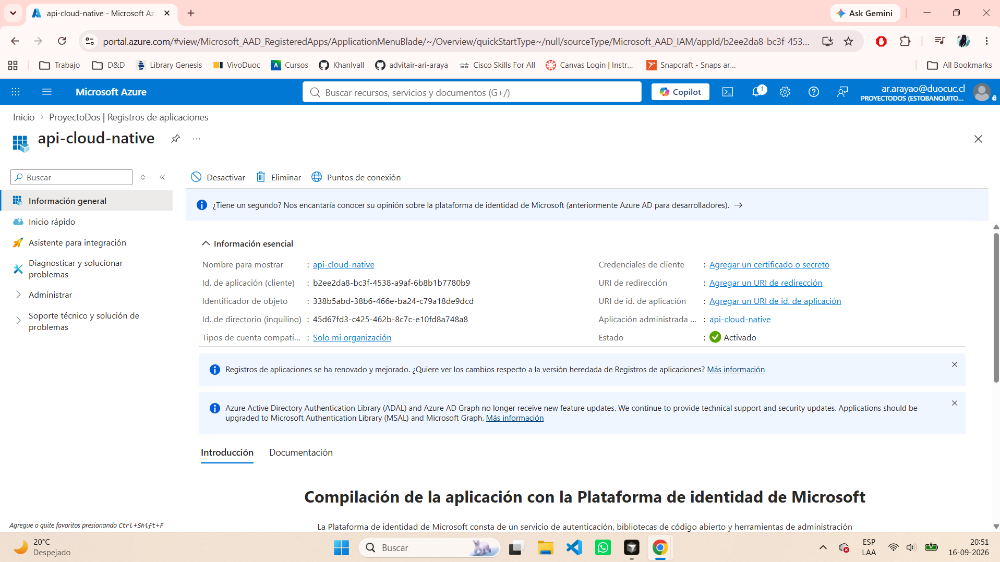 api-cloud-native - Microsoft Az
Ask Gemini
portal.azure.com/#view/Microsoft_AAD_RegisteredApps/ApplicationMenuBlade/~/Overview/quickStartType~/null/sourceType/Microsoft_AAD_IAM/appId/b2ee2da8-bc3f-453...
Trabajo
D&D
Library Genesis
VivoDuoc
Cursos
Khanlvall
advitair-ari-araya
Cisco Skills For All
Canvas Login | Instr...
Snapcraft - Snaps ar...
All Bookmarks
Microsoft Azure
Buscar recursos, servicios y documentos (G+/)
Copilot
1
ar.arayao@duocuc.cl
PROYECTODOS (ESTQBANQUITO...
Inicio
ProyectoDos | Registros de aplicaciones
api-cloud-native
Buscar
Desactivar
Eliminar
Puntos de conexión
Información general
Inicio rápido
Asistente para integración
Diagnosticar y solucionar
problemas
Administrar
Soporte técnico y solución de
problemas
¿Tiene un segundo? Nos encantaría conocer su opinión sobre la plataforma de identidad de Microsoft (anteriormente Azure AD para desarrolladores).
Información esencial
Nombre para mostrar : api-cloud-native
Id. de aplicación (cliente) : b2ee2da8-bc3f-4538-a9af-6b8b1b7780b9
Identificador de objeto : 338b5abd-38b6-466e-ba24-c79a18de9dcd
Id. de directorio (inquilino) : 45d67fd3-c425-462b-8c7c-e10fd8a748a8
Tipos de cuenta compati... : Solo mi organización
Credenciales de cliente : Agregar un certificado o secreto
URI de redirección : Agregar un URI de redirección
URI de id. de aplicación : Agregar un URI de id. de aplicación
Aplicación administrada ... : api-cloud-native
Estado : Activado
Registros de aplicaciones se ha renovado y mejorado. ¿Quiere ver los cambios respecto a la versión heredada de Registros de aplicaciones? Más información
Azure Active Directory Authentication Library (ADAL) and Azure AD Graph no longer receive new feature updates. We continue to provide technical support and security updates. Applications should be
upgraded to Microsoft Authentication Library (MSAL) and Microsoft Graph. Más información
Introducción
Documentación
Compilación de la aplicación con la Plataforma de identidad de Microsoft
La Plataforma de identidad de Microsoft consta de un servicio de autenticación, bibliotecas de código abierto y herramientas de administración
Agregue o quite favoritos presionando Ctrl+Shift+F
20°C
Despejado
Buscar
ESP
LAA
20:51
16-09-2026